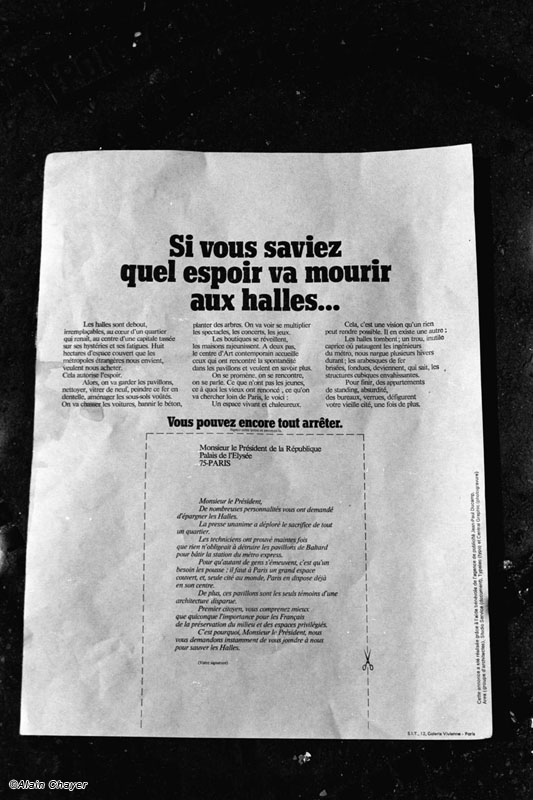 Si vous saviez
quel espoir va mourir
aux halles...
Les halles sont debout,
irremplaçables, au cœur d'un quartier
qui renaît, au centre d'une capitale tassée
sur ses hystéries et ses fatigues. Huit
hectares d'espace couvert que les
métropoles étrangères nous envient,
veulent nous acheter.
Cela autorise l'espoir.
Alors, on va garder les pavillons,
nettoyer, vitrer de neuf, peindre ce fer en
dentelle, aménager les sous-sols voûtés.
On va chasser les voitures, bannir le béton,
planter des arbres. On va voir se multiplier
les spectacles, les concerts, les jeux.
Les boutiques se réveillent,
les maisons rajeunissent. A deux pas,
le centre d'Art contemporain accueille
ceux qui ont rencontré la spontanéité
dans les pavillons et veulent en savoir plus.
On se promène, on se rencontre,
on se parle. Ce que n'ont pas les jeunes,
ce à quoi les vieux ont renoncé, ce qu'on
va chercher loin de Paris, le voici :
Un espace vivant et chaleureux.
Cela, c'est une vision qu'un rien
peut rendre possible. Il en existe une autre :
Les halles tombent ; un trou, inutile
caprice où pataugent les ingénieurs
du métro, nous nargue plusieurs hivers
durant ; les arabesques de fer
brisées, fondues, deviennent, qui sait, les
structures cubiques envahissantes.
Pour finir, des appartements
de standing, absurdité,
des bureaux, verrues, défigurent
votre vieille cité, une fois de plus.
Vous pouvez encore tout arrêter.
Monsieur le Président de la République
Palais de l'Elysée
75-PARIS
Monsieur le Président,
De nombreuses personnalités vous ont demandé
d'épargner les Halles.
La presse unanime a déploré le sacrifice de tout
un quartier.
Les techniciens ont prouvé maintes fois
que rien n'obligeait à détruire les pavillons de Baltard
pour bâtir la station du métro express.
Pour qu'autant de gens s'émeuvent, c'est qu'un
besoin les pousse : il faut à Paris un grand espace
couvert, et, seule cité au monde, Paris en dispose déjà
en son centre.
De plus, ces pavillons sont les seuls témoins d'une
architecture disparue.
Premier citoyen, vous comprenez mieux
que quiconque l'importance pour les Français
de la préservation du milieu et des espaces privilégiés.
C'est pourquoi, Monsieur le Président, nous
vous demandons instamment de vous joindre à nous
pour sauver les Halles.
(Votre signature)
Cette annonce a été réalisée grâce à l'aide bénévole de l'agence de publicité Jean-Paul Ducamp,
S.I.T., 12, Galerie Vivienne - Paris
©Alain Chayer